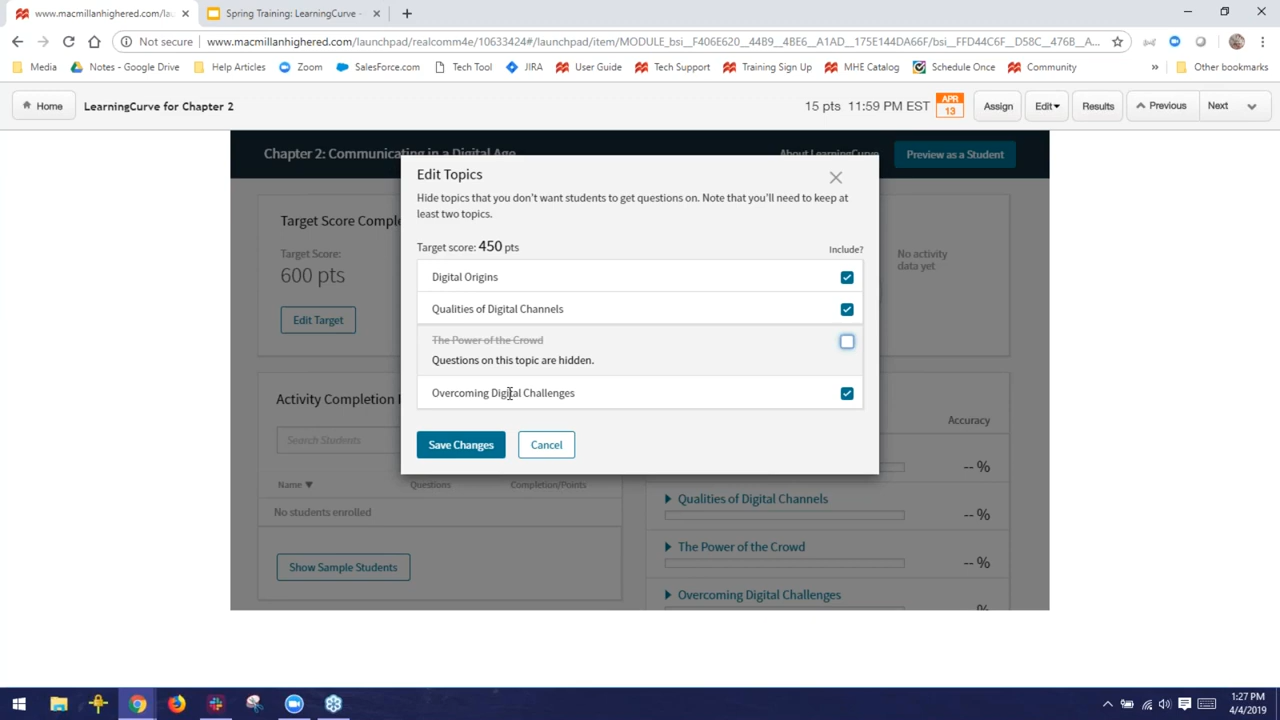 www.macmillanhighered.com/la
Spring Training: LearningCurve -
Not secure
www.macmillanhighered.com/launchpad/realcomm4e/10633424#/launchpad/item/MODULE_bsi__F406E620__44B9__4BE6__A1AD__175E144DA66F/bsi__FFD44C6F__D58C__476B__A...
Media Notes - Google Drive Help Articles Zoom SalesForce.com Tech Tool JIRA User Guide Tech Support Training Sign Up MHE Catalog Schedule Once Community » Other bookmarks
Home LearningCurve for Chapter 2 15 pts 11:59 PM EST APR 13 Assign Edit Results Previous Next
Chapter 2: Communicating in a Digital Age About LearningCurve Preview as a Student
Edit Topics
Hide topics that you don't want students to get questions on. Note that you'll need to keep at
least two topics.
Target score: 450 pts Include?
Digital Origins
Qualities of Digital Channels
The Power of the Crowd
Questions on this topic are hidden.
Overcoming Digital Challenges
Save Changes Cancel
Target Score Comple
Target Score:
600 pts
Edit Target
No activity
data yet
Activity Completion
Search Students
Name Questions Completion/Points
No students enrolled
Show Sample Students
Accuracy
-- %
Qualities of Digital Channels
-- %
The Power of the Crowd
-- %
Overcoming Digital Challenges
%
1:27 PM
4/4/2019